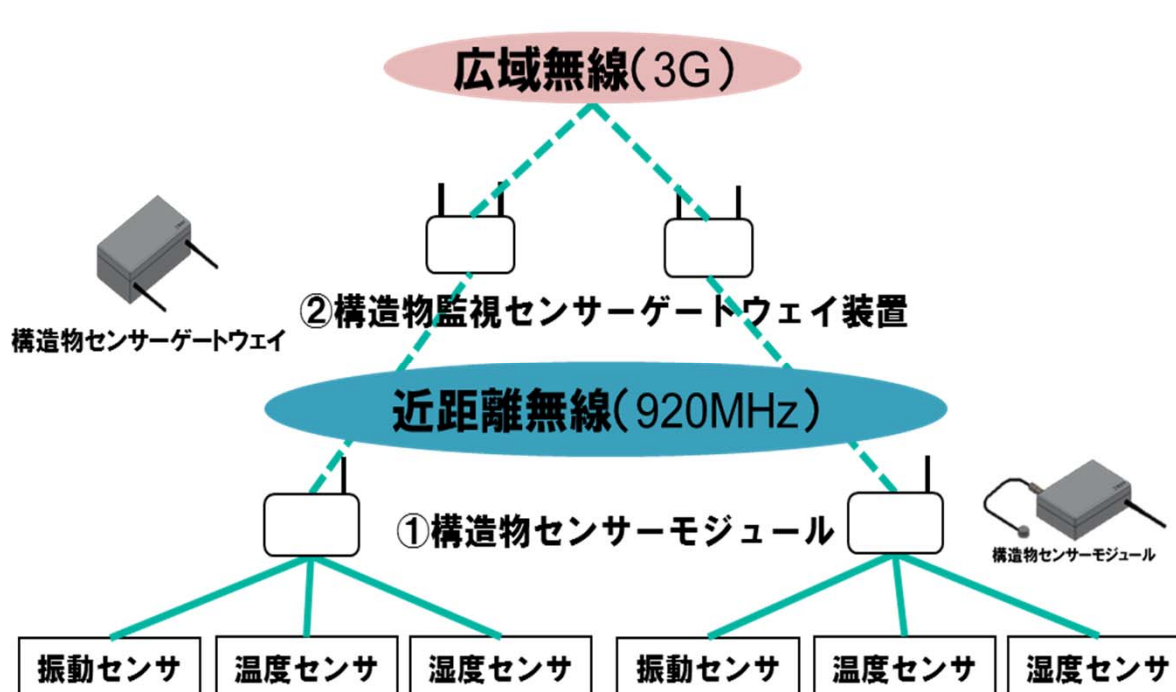 広域無線(3G)
②構造物監視センサーゲートウェイ装置
構造物センサーゲートウェイ
近距離無線(920MHz)
①構造物センサーモジュール
構造物センサーモジュール
振動センサ 温度センサ 湿度センサ 振動センサ 温度センサ 湿度センサ